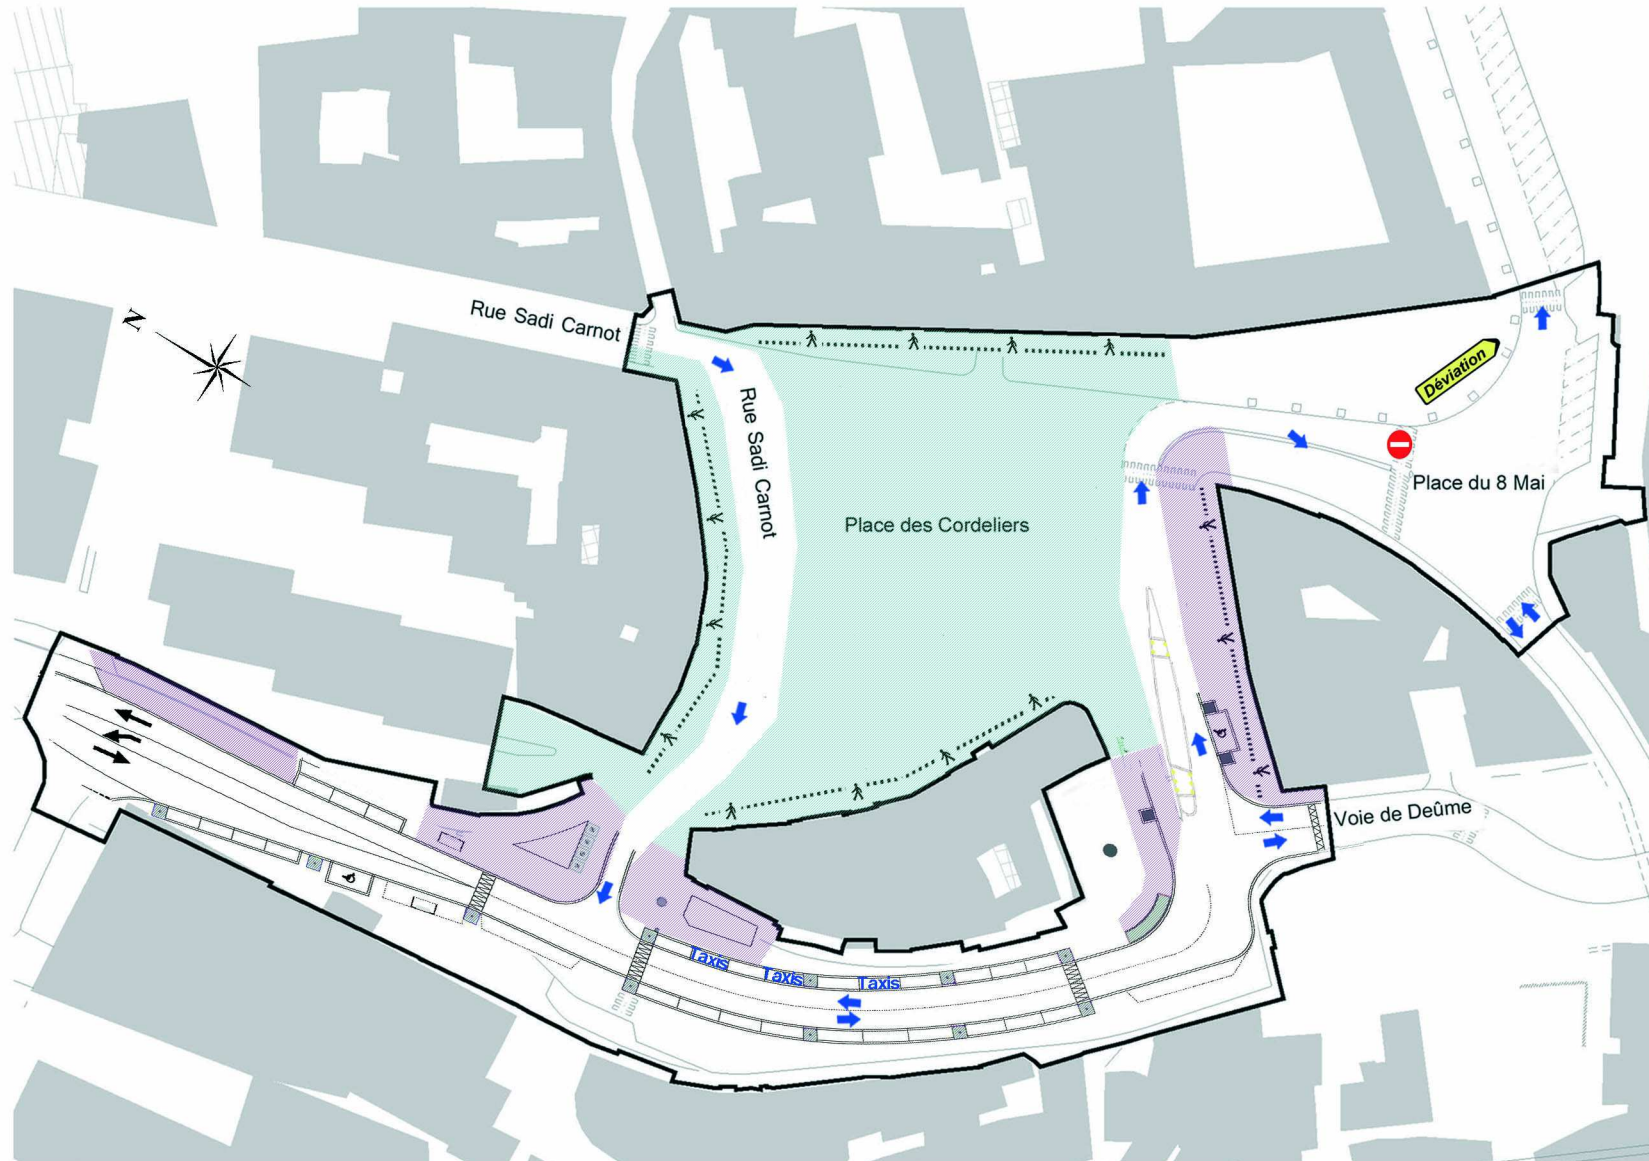 Rue Sadi Carnot
N
Déviation
Rue Sadi Carnot
Place du 8 Mai
Place des Cordeliers
Voie de Deûme
Taxis
Taxis
Taxis